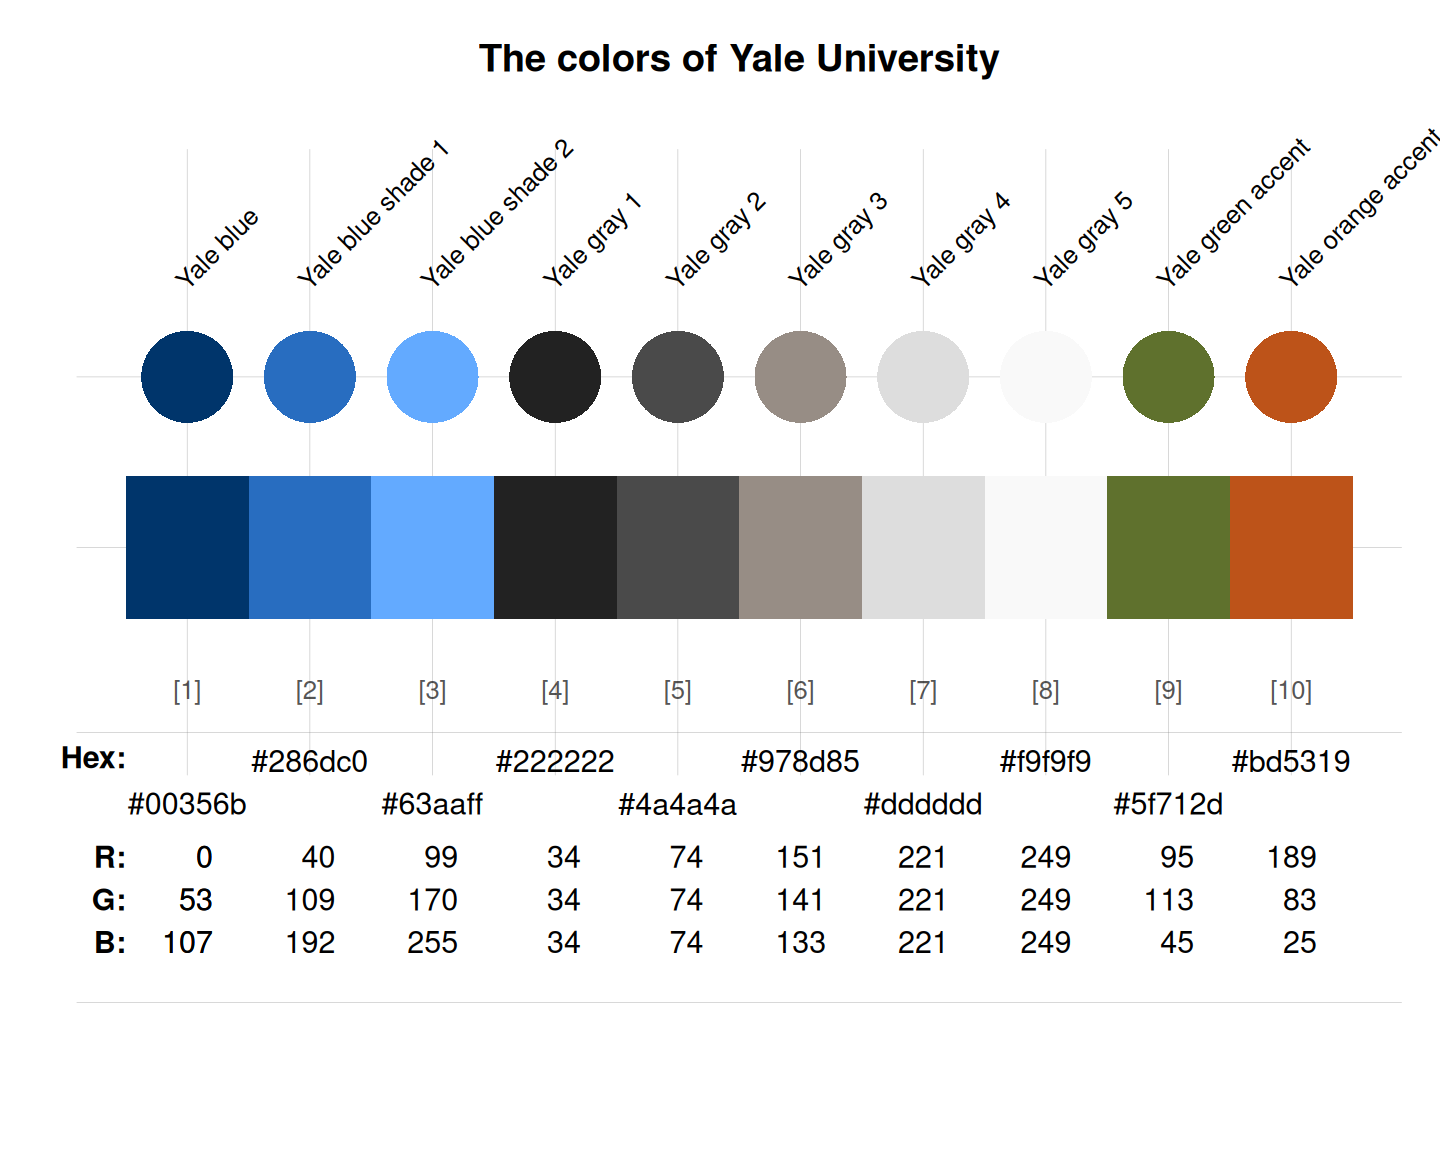 The colors of Yale University
Yale blue
Yale blue shade 1
Yale blue shade 2
Yale gray 1
Yale gray 2
Yale gray 3
Yale gray 4
Yale gray 5
Yale green accent
Yale orange accent
[1] [2] [3] [4] [5] [6] [7] [8] [9] [10]
Hex: #286dc0 #222222 #978d85 #f9f9f9 #bd5319
#00356b #63aaff #4a4a4a #dddddd #5f712d
R: 0 40 99 34 74 151 221 249 95 189
G: 53 109 170 34 74 141 221 249 113 83
B: 107 192 255 34 74 133 221 249 45 25